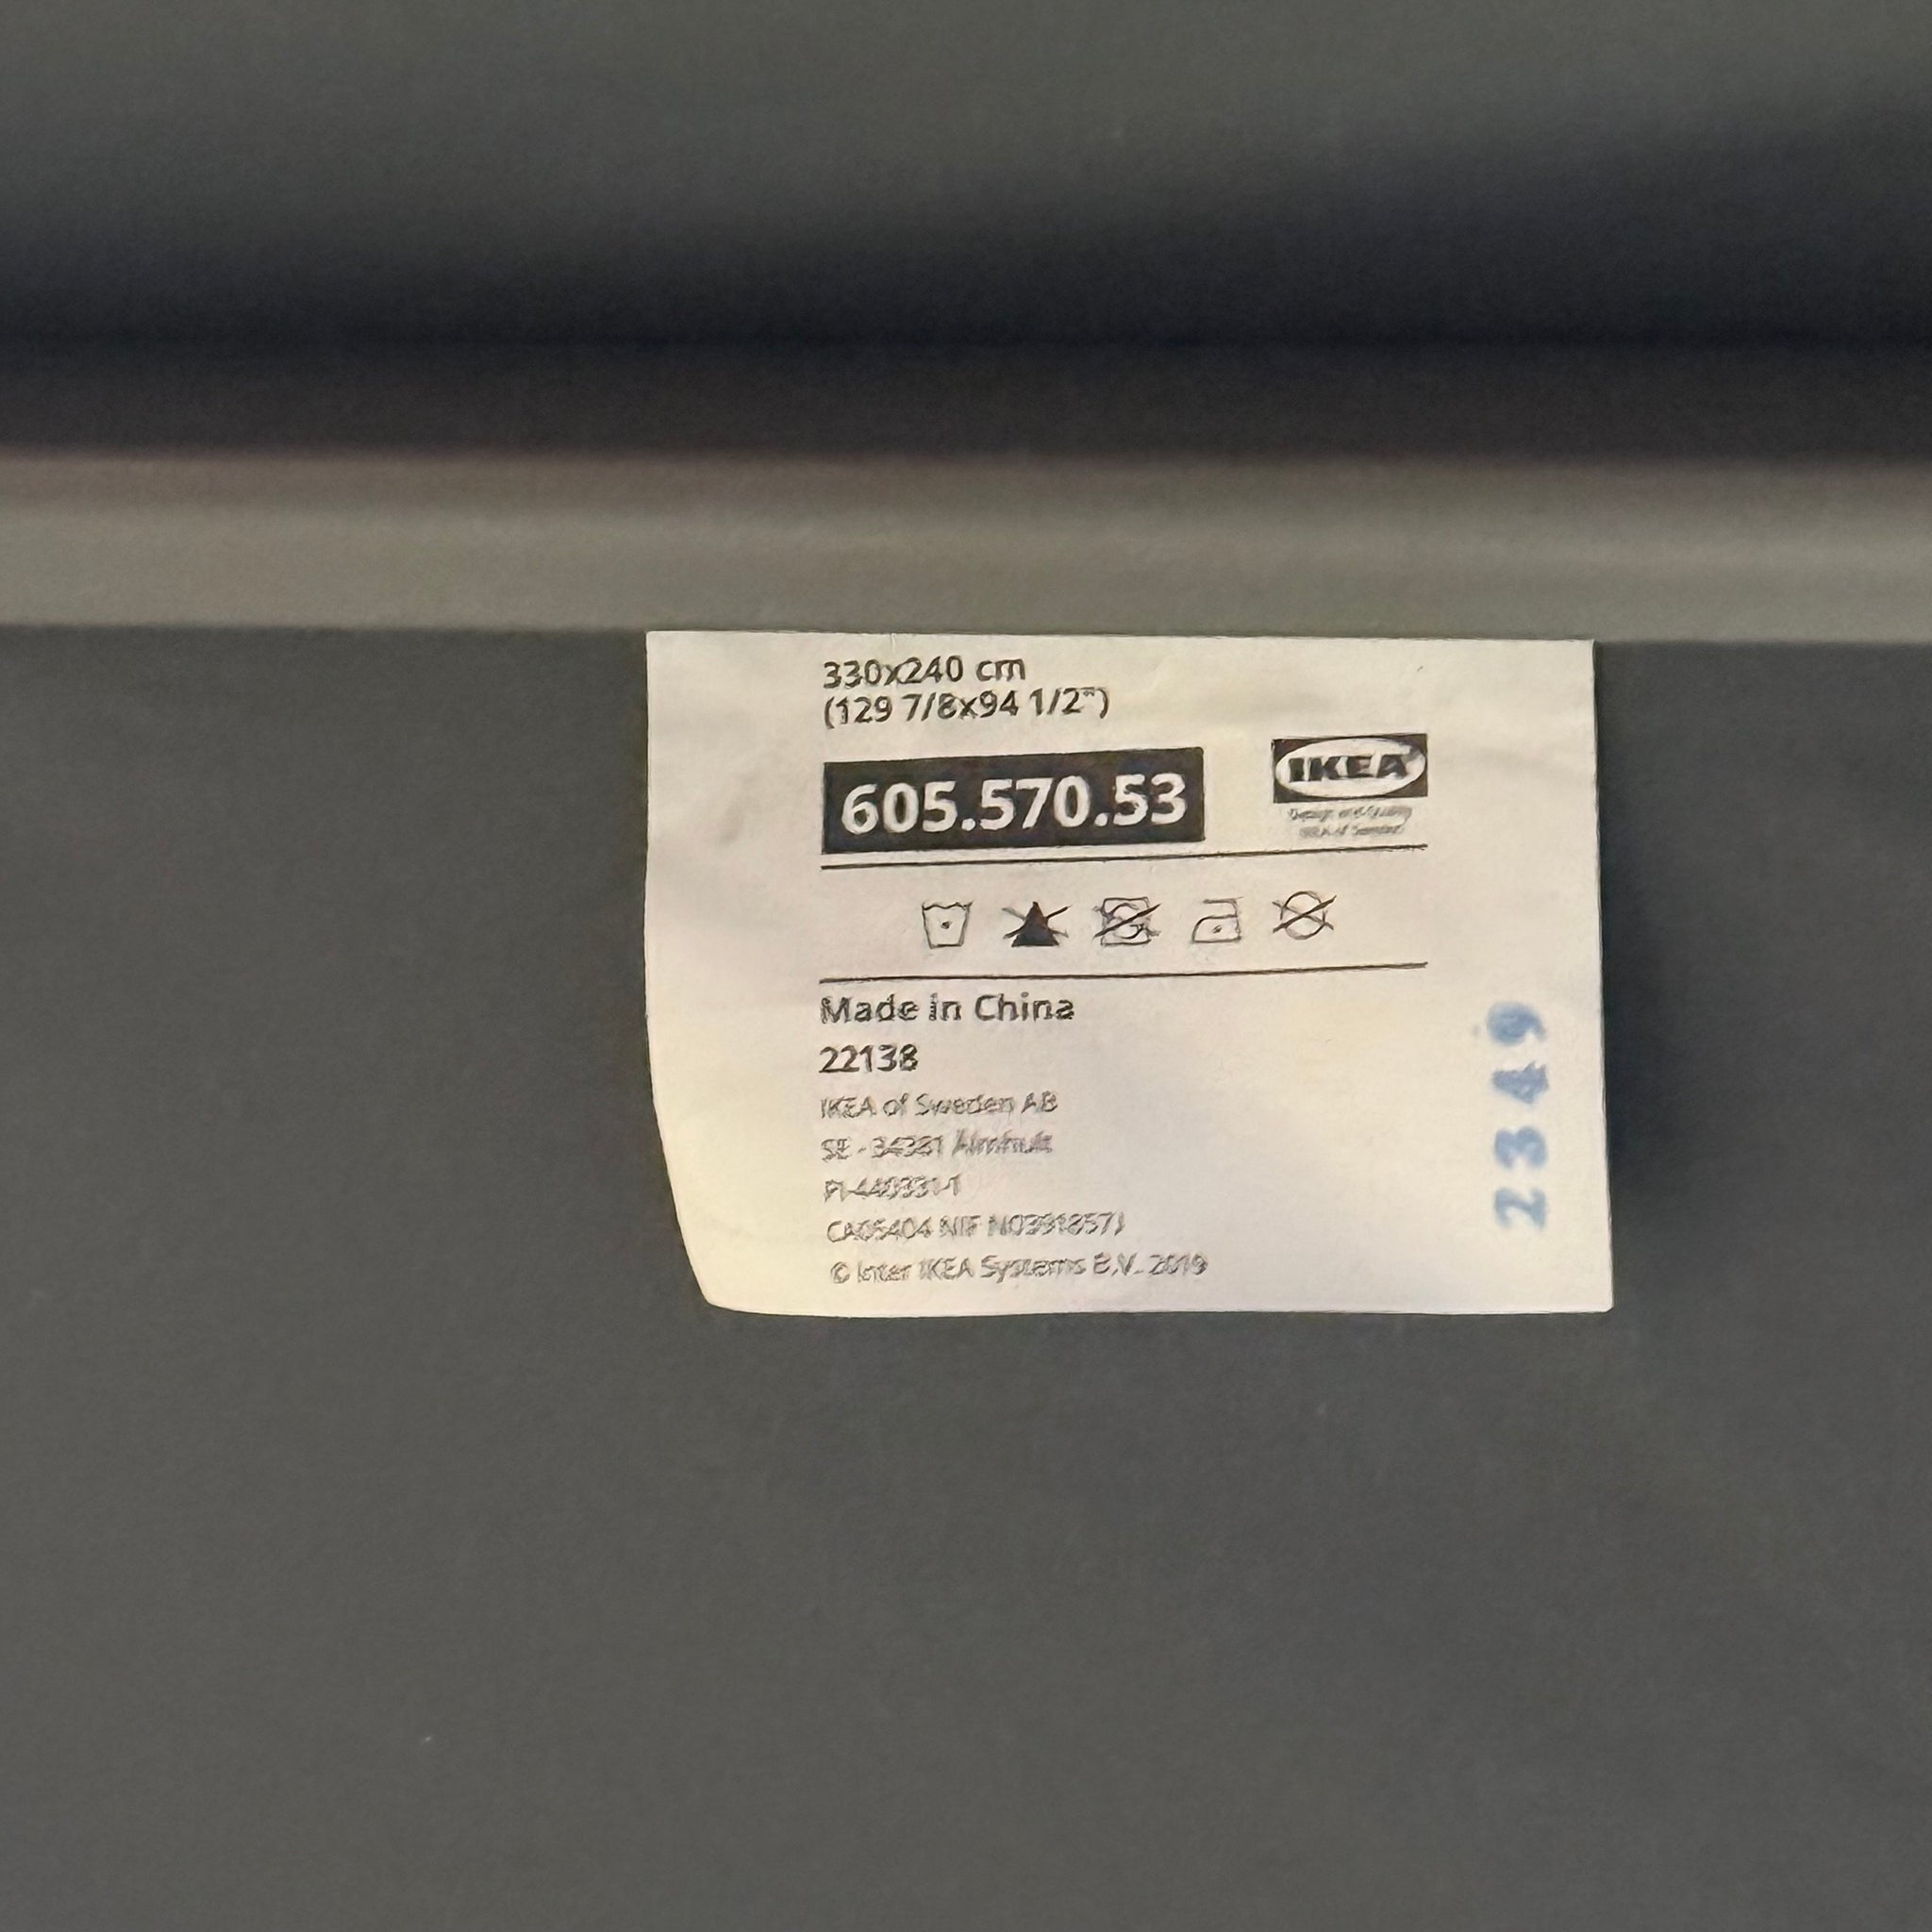 330x240 cm
(129 7/8x94 1/2")
605.570.53
IKEA
Made in China
22138
IKEA of Sweden AB
SE -
© Inter IKEA Systems B.V. 2019
2349